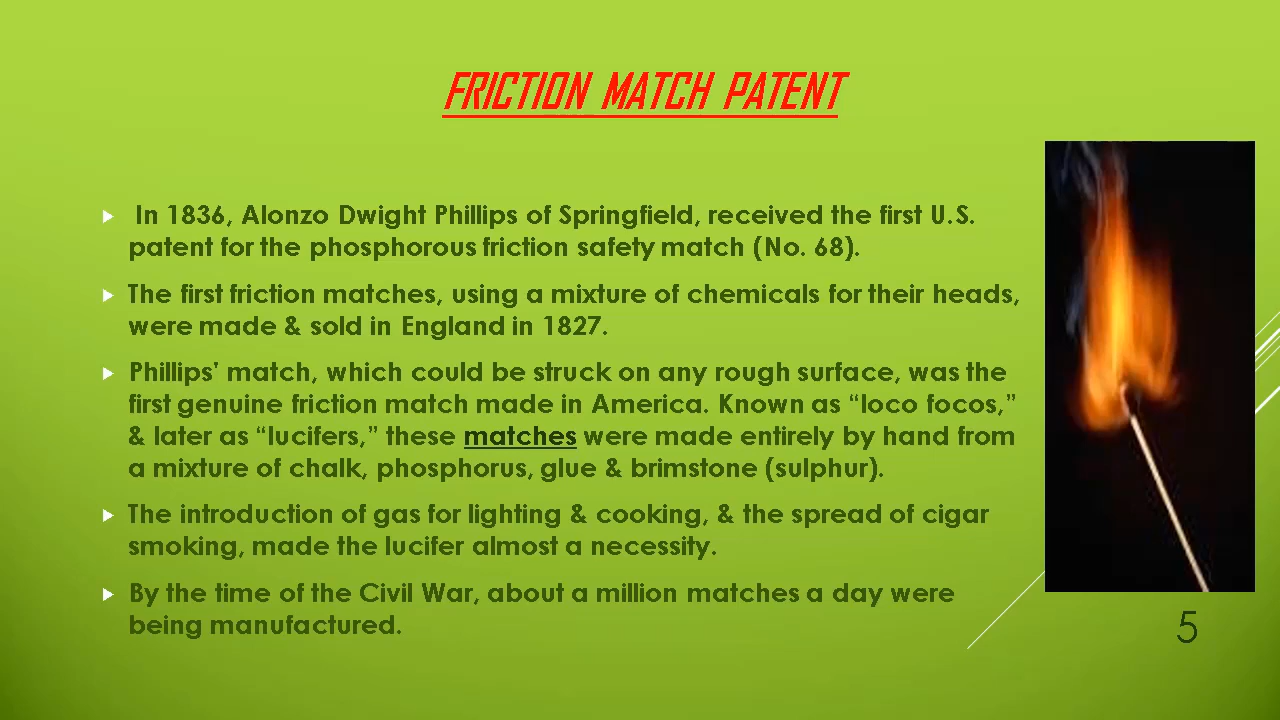 FRICTION MATCH PATENT
In 1836, Alonzo Dwight Phillips of Springfield, received the first U.S.
patent for the phosphorous friction safety match (No. 68).
The first friction matches, using a mixture of chemicals for their heads,
were made & sold in England in 1827.
Phillips' match, which could be struck on any rough surface, was the
first genuine friction match made in America. Known as “loco focos,”
& later as “lucifers,” these matches were made entirely by hand from
a mixture of chalk, phosphorus, glue & brimstone (sulphur).
The introduction of gas for lighting & cooking, & the spread of cigar
smoking, made the lucifer almost a necessity.
By the time of the Civil War, about a million matches a day were
being manufactured.
5